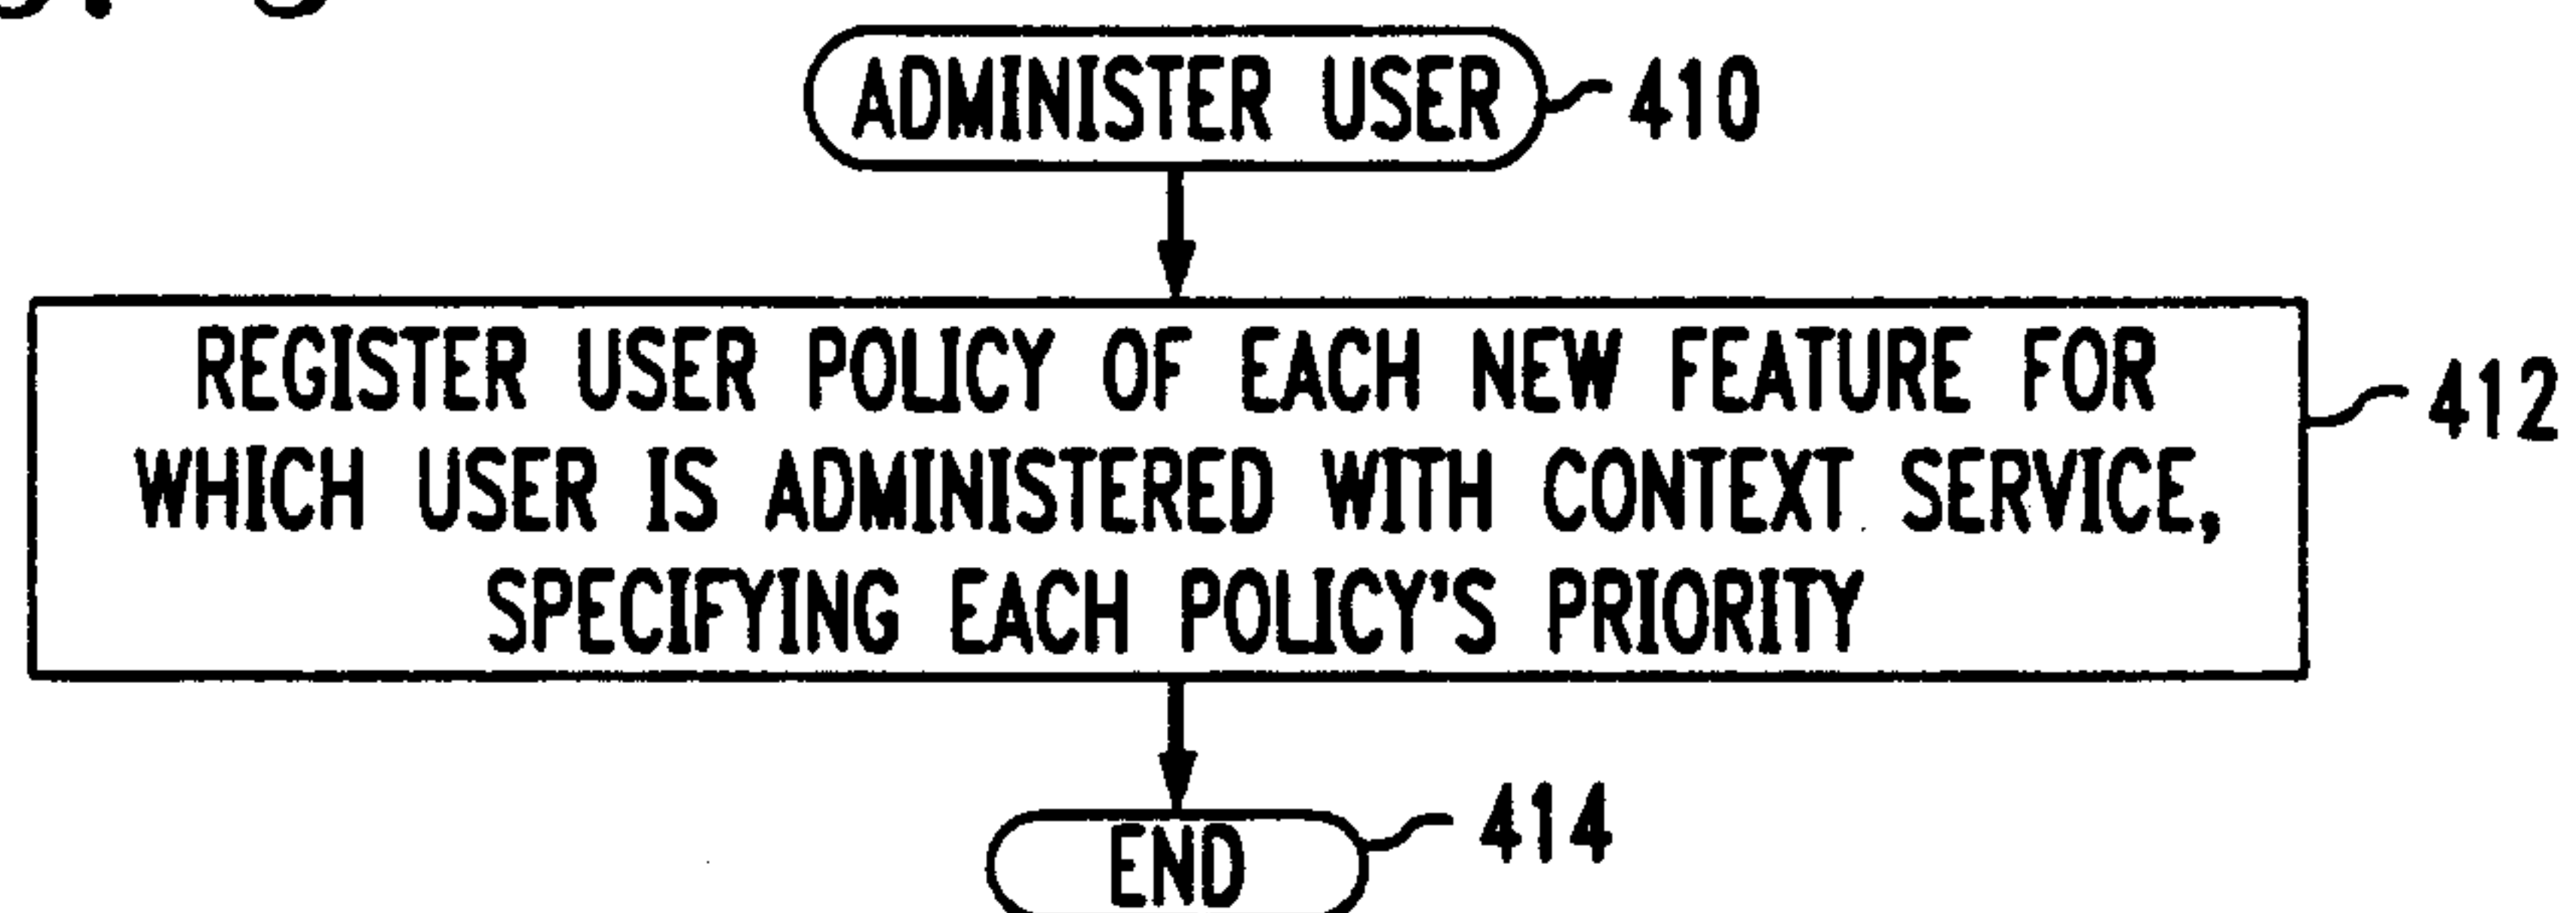 ADMINISTER USER 410
REGISTER USER POLICY OF EACH NEW FEATURE FOR
WHICH USER IS ADMINISTERED WITH CONTEXT SERVICE,
SPECIFYING EACH POLICY'S PRIORITY
412
END 414